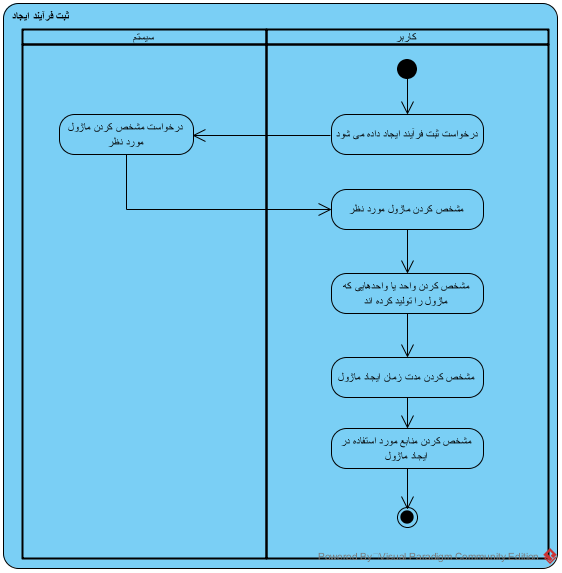 ثبت فرآیند ایجاد
کاربر
سیستم
درخواست ثبت فرآیند ایجاد داده می شود
درخواست مشخص کردن ماژول
مورد نظر
مشخص کردن ماژول مورد نظر
مشخص کردن واحد یا واحدهایی که
ماژول را تولید کرده اند
مشخص کردن مدت زمان ایجاد ماژول
مشخص کردن منابع مورد استفاده در
ایجاد ماژول
Powered By Visual Paradigm Community Edition